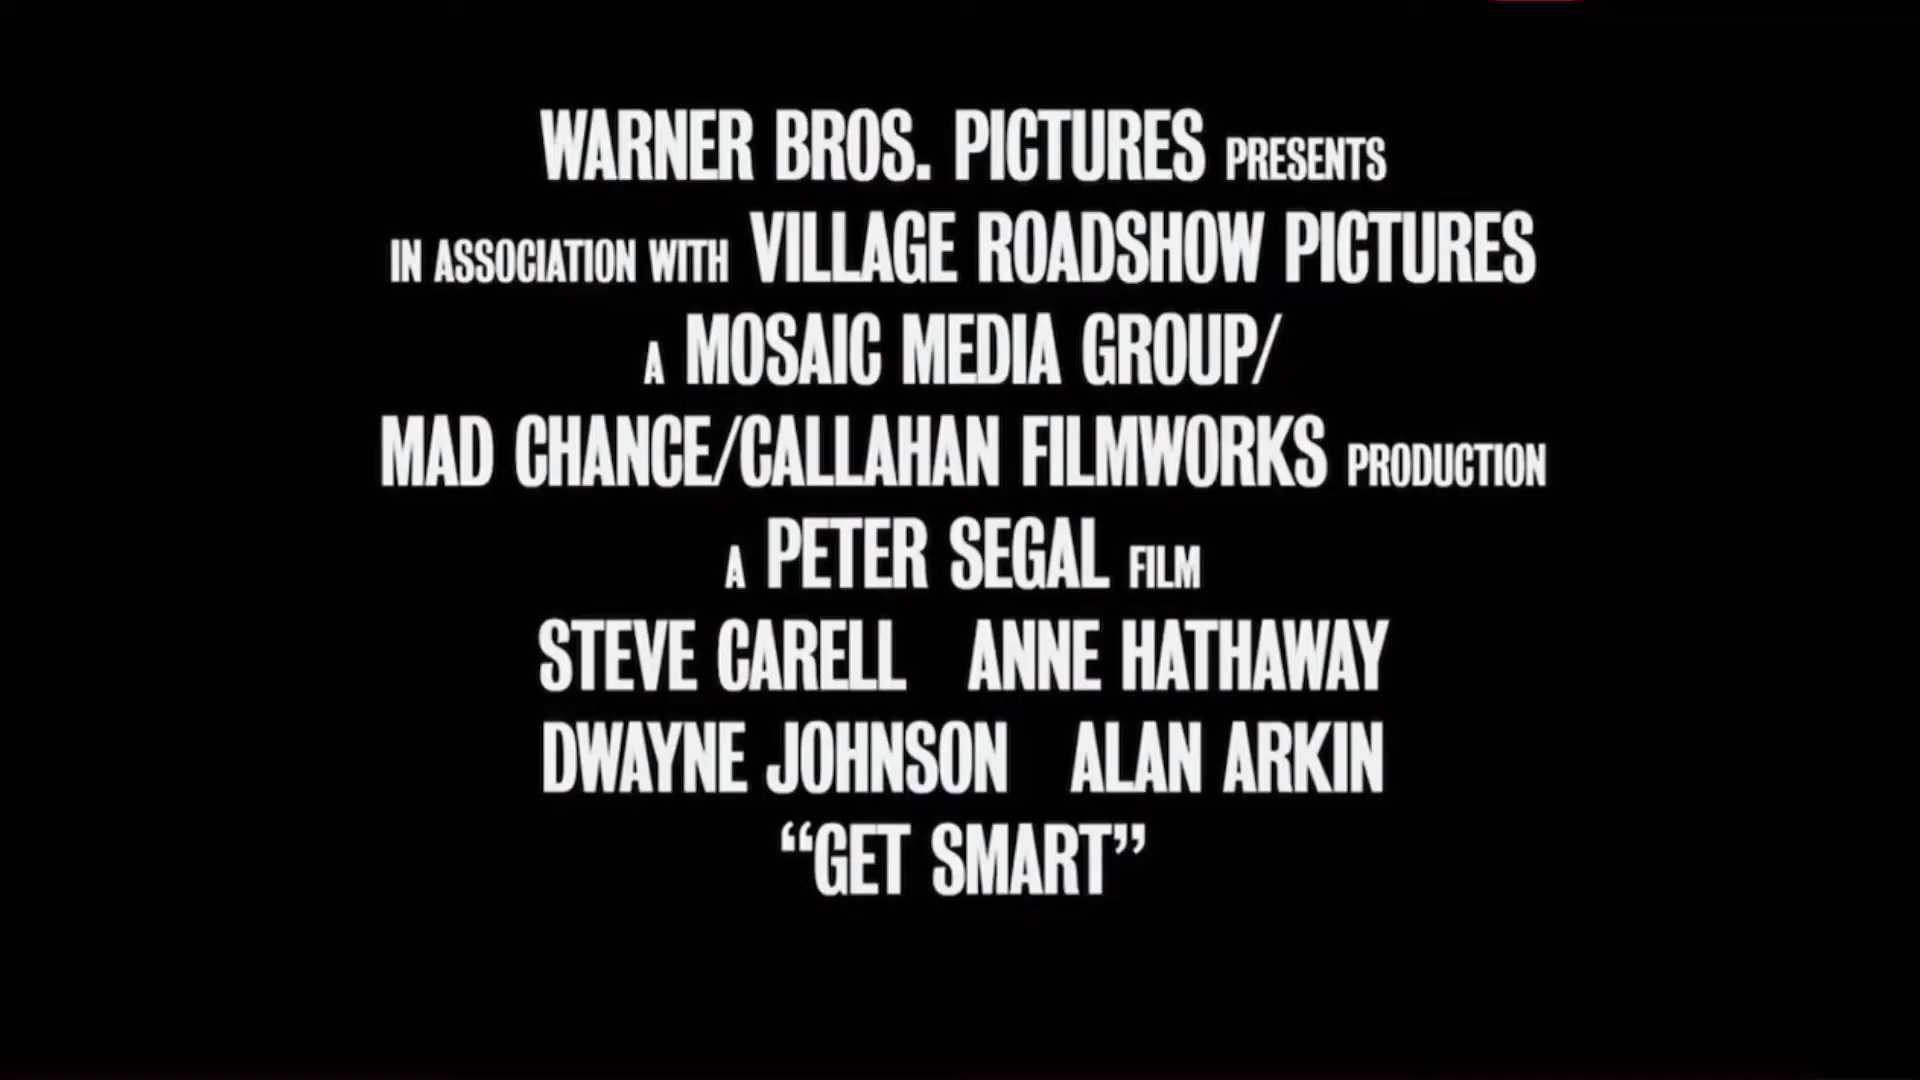 WARNER BROS. PICTURES PRESENTS
IN ASSOCIATION WITH VILLAGE ROADSHOW PICTURES
A MOSAIC MEDIA GROUP/
MAD CHANCE/CALLAHAN FILMWORKS PRODUCTION
A PETER SEGAL FILM
STEVE CARELL ANNE HATHAWAY
DWAYNE JOHNSON ALAN ARKIN
“GET SMART”